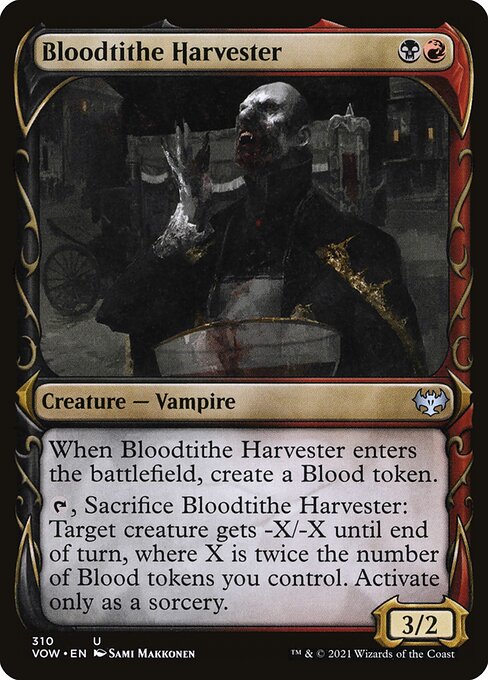 Bloodtithe Harvester
Creature — Vampire
When Bloodtithe Harvester enters
the battlefield, create a Blood token.
, Sacrifice Bloodtithe Harvester:
Target creature gets -X/-X until end
of turn, where X is twice the number
of Blood tokens you control. Activate
only as a sorcery.
3/2
310 U
VOW • EN Sami Makkonen
™ & © 2021 Wizards of the Coast